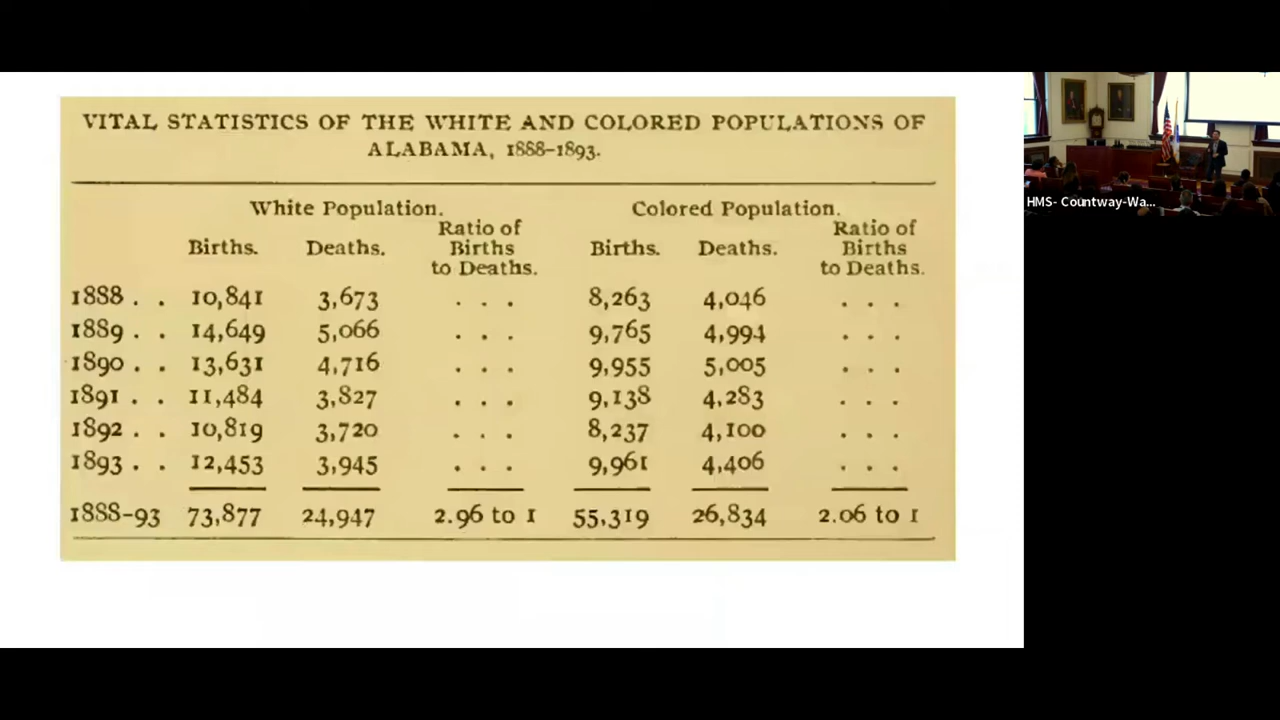 VITAL STATISTICS OF THE WHITE AND COLORED POPULATIONS OF
ALABAMA, 1888-1893.
White Population. Colored Population.
Births. Deaths. Ratio of Births to Deaths. Births. Deaths. Ratio of Births to Deaths.
1888 . . 10,841 3,673 . . . 8,263 4,046 . . .
1889 . . 14,649 5,066 . . . 9,765 4,994 . . .
1890 . . 13,631 4,716 . . . 9,955 5,005 . . .
1891 . . 11,484 3,827 . . . 9,138 4,283 . . .
1892 . . 10,819 3,720 . . . 8,237 4,100 . . .
1893 . . 12,453 3,945 . . . 9,961 4,406 . . .
1888-93 73,877 24,947 2.96 to 1 55,319 26,834 2.06 to 1
HMS- Countway-Wa...